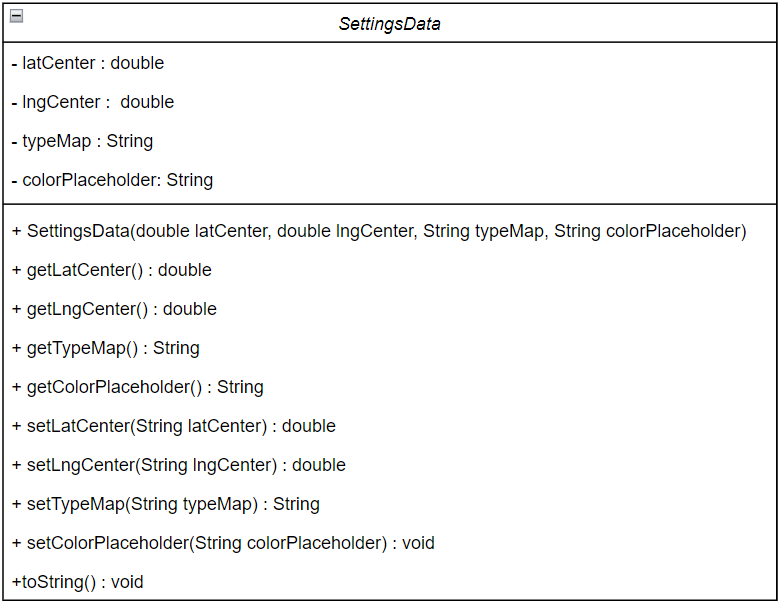 SettingsData
- latCenter : double
- lngCenter :  double
- typeMap : String
- colorPlaceholder: String
+ SettingsData(double latCenter, double lngCenter, String typeMap, String colorPlaceholder)
+ getLatCenter() : double
+ getLngCenter() : double
+ getTypeMap() : String
+ getColorPlaceholder() : String
+ setLatCenter(String latCenter) : double
+ setLngCenter(String lngCenter) : double
+ setTypeMap(String typeMap) : String
+ setColorPlaceholder(String colorPlaceholder) : void
+toString() : void